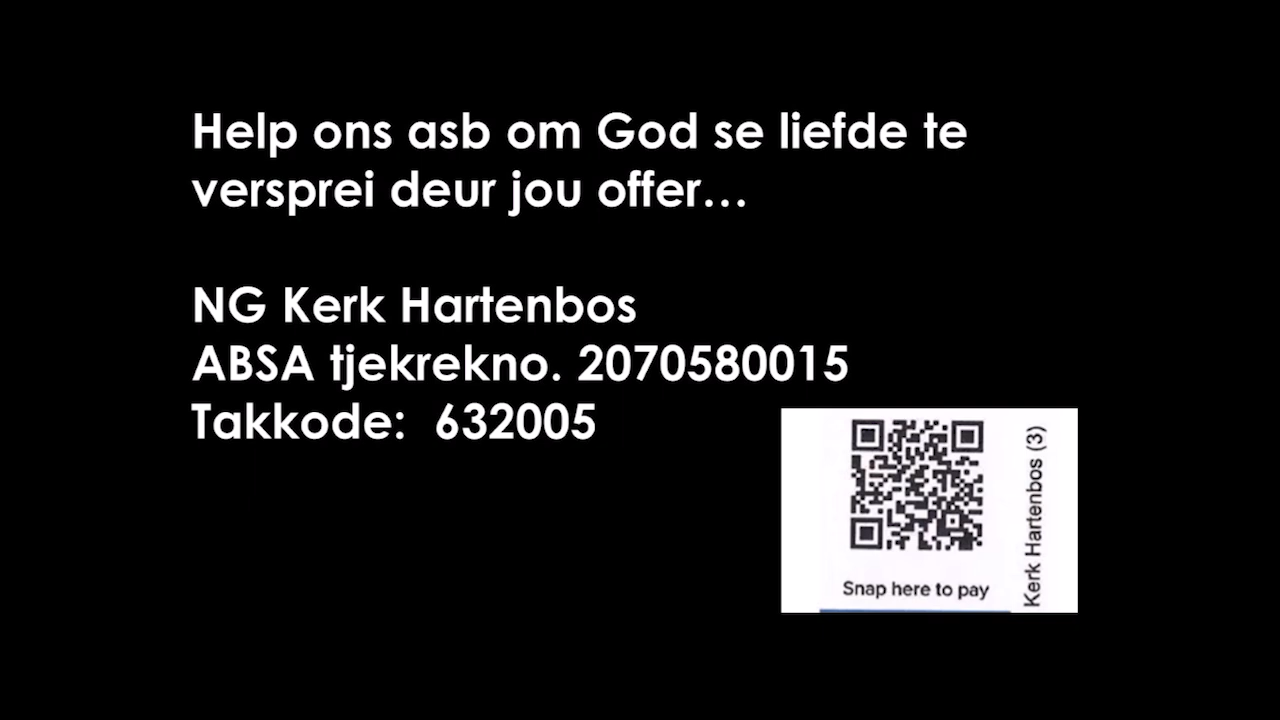 Help ons asb om God se liefde te
versprei deur jou offer…
NG Kerk Hartenbos
ABSA tjekrekno. 2070580015
Takkode: 632005
Snap here to pay
Kerk Hartenbos (3)